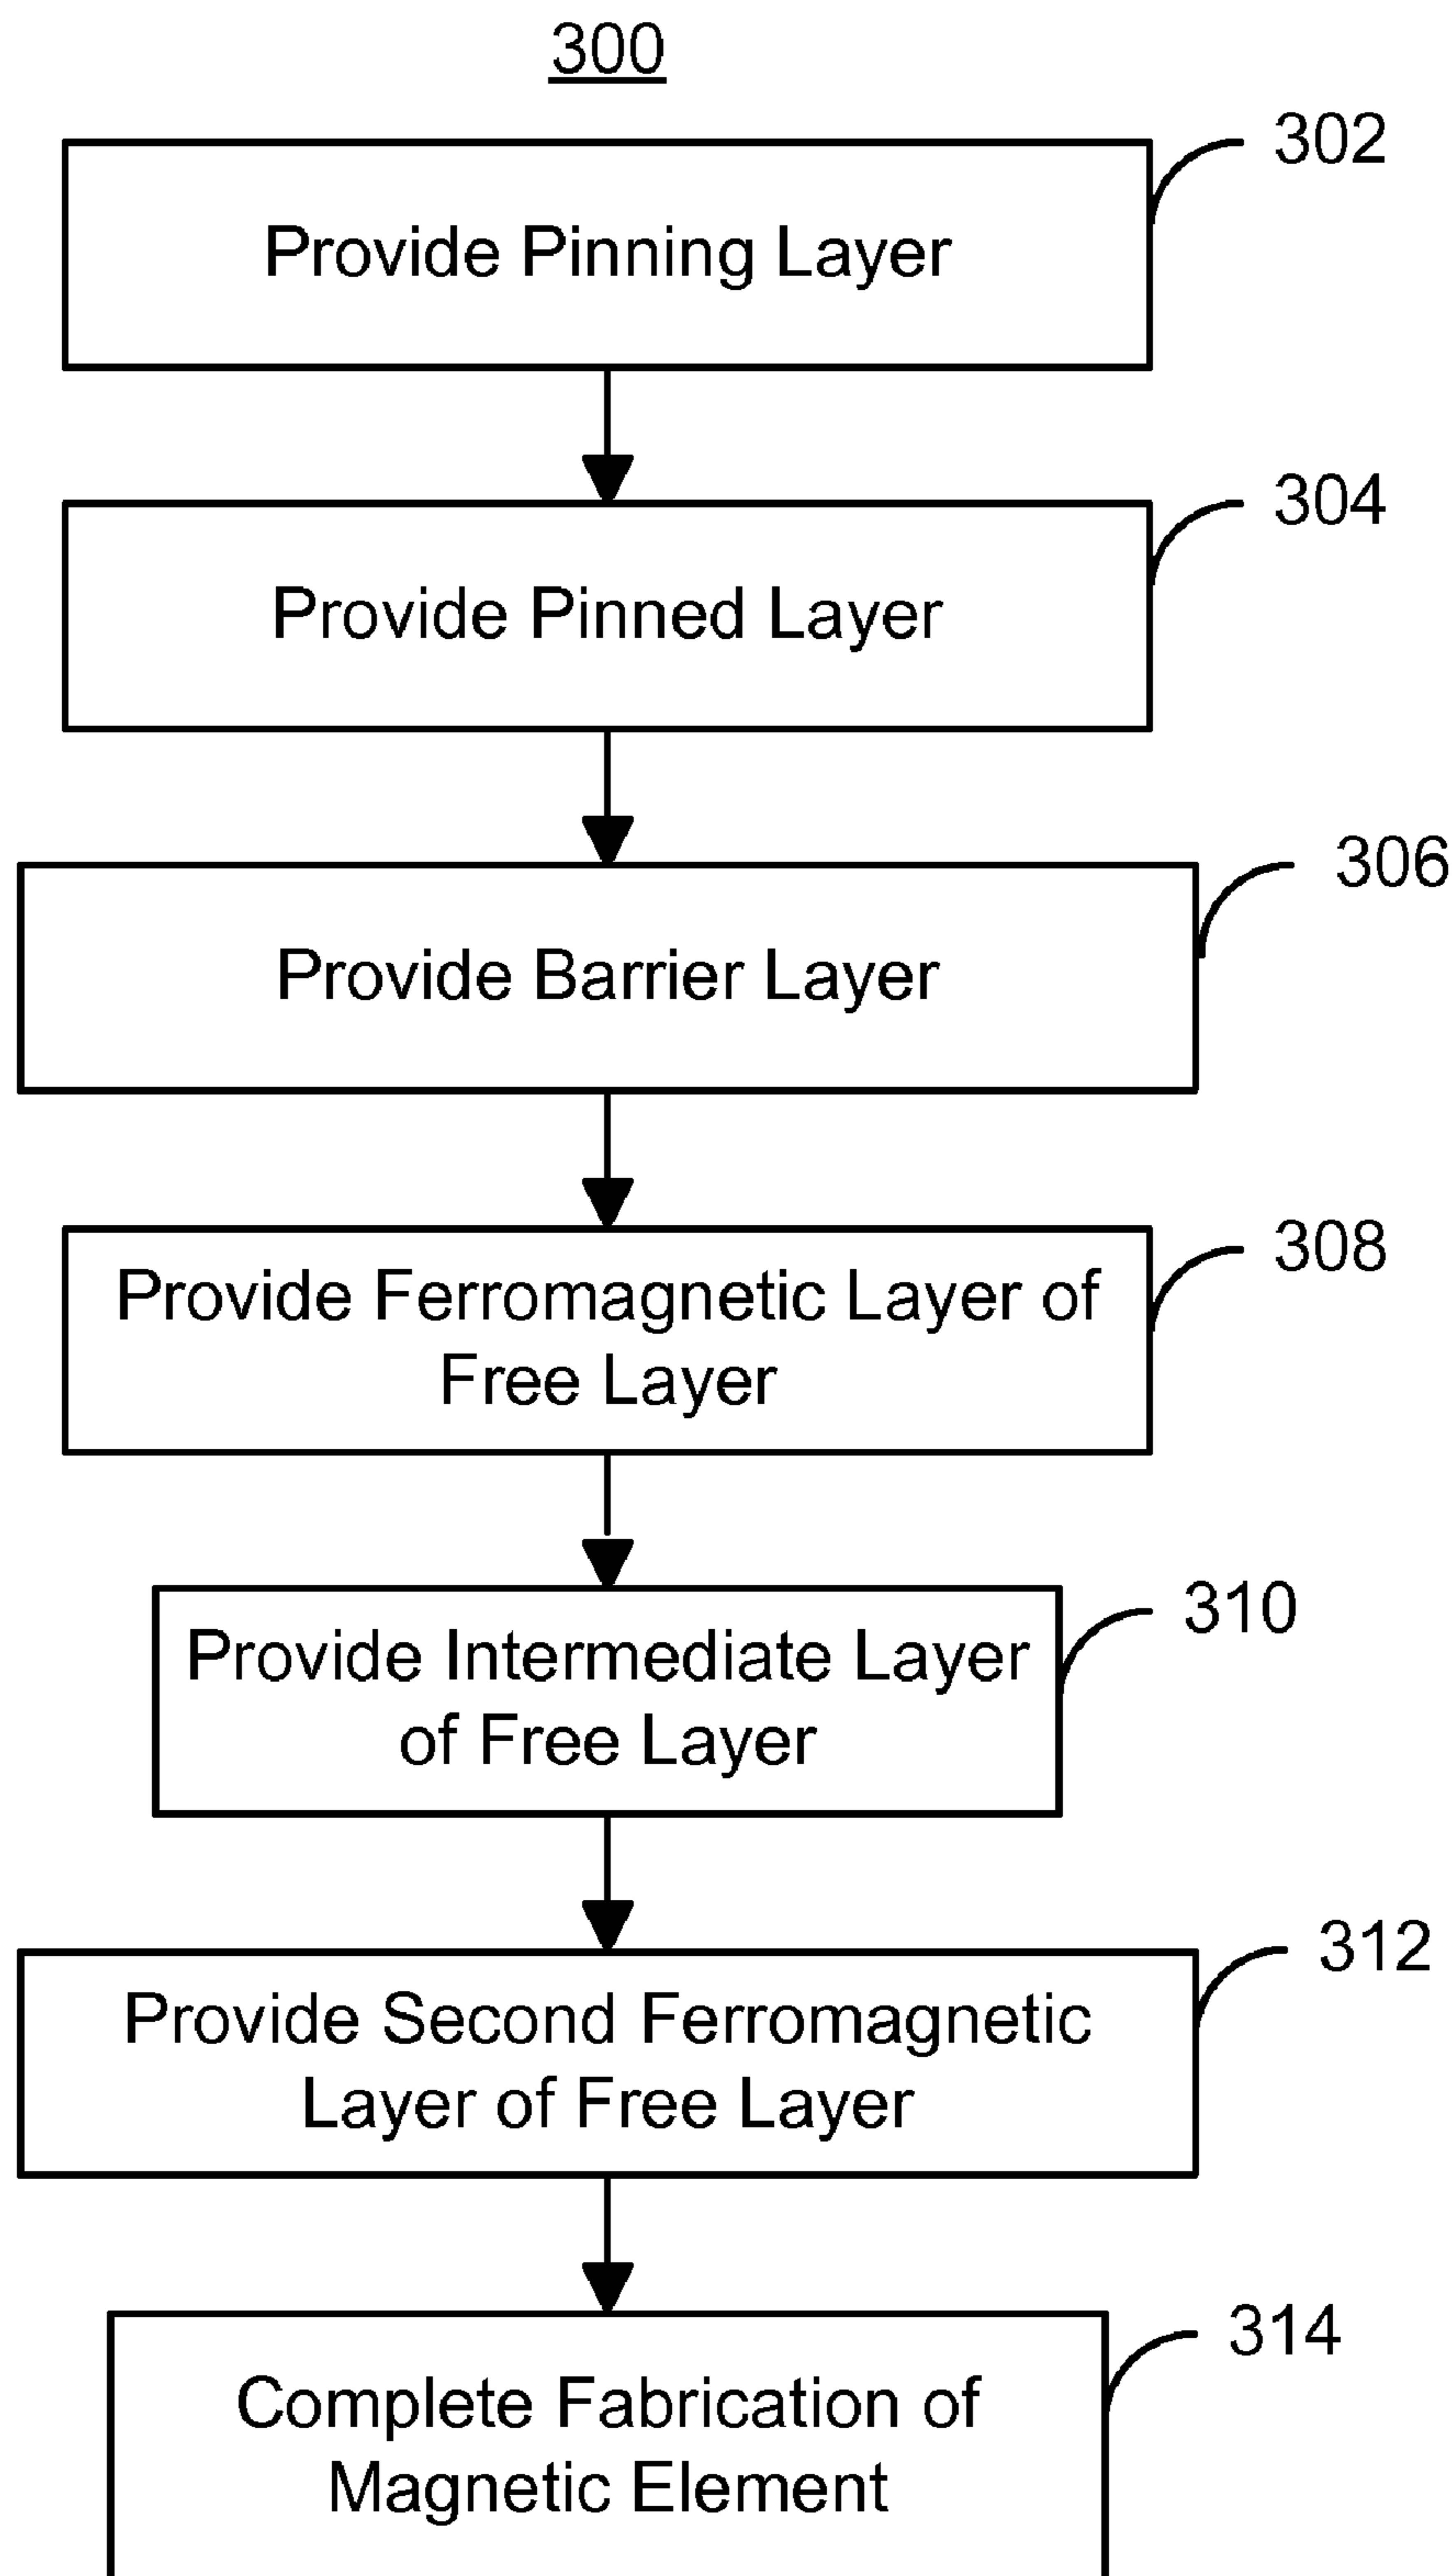 300
302
Provide Pinning Layer
304
Provide Pinned Layer
306
Provide Barrier Layer
308
Provide Ferromagnetic Layer of
Free Layer
310
Provide Intermediate Layer
of Free Layer
312
Provide Second Ferromagnetic
Layer of Free Layer
314
Complete Fabrication of
Magnetic Element